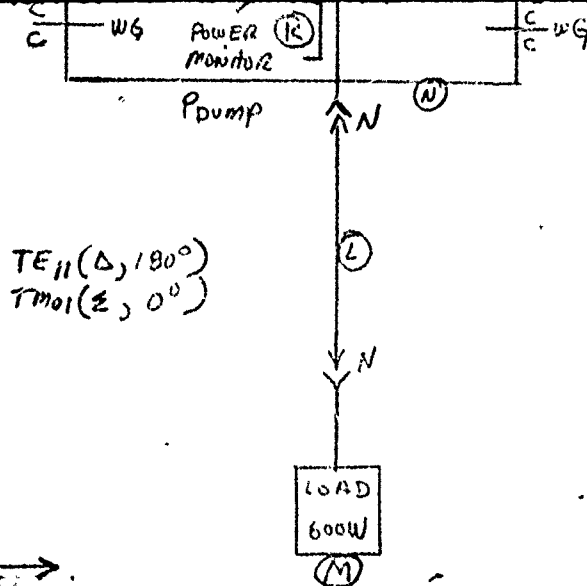 C
C
WG
POWER
MONITOR
K
C
C
WG
N
PDUMP
N
TE11(Δ, 180°)
TM01(Σ, 0°)
L
N
LOAD
600W
M